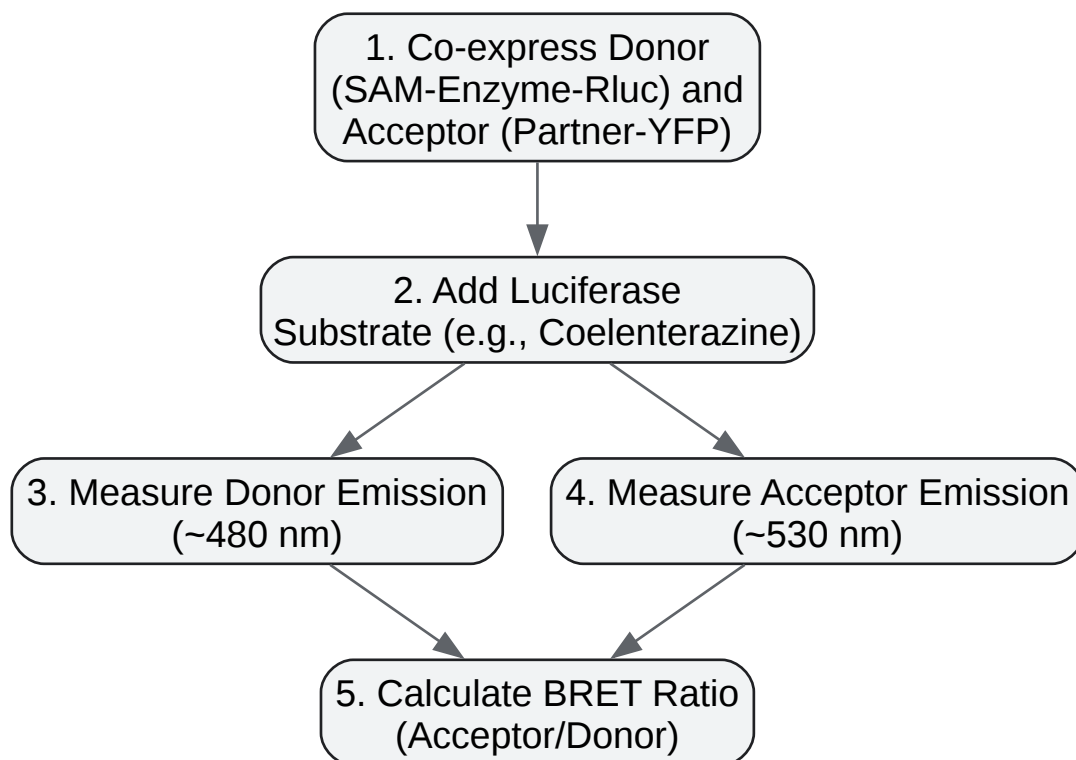 1. Co-express Donor
(SAM-Enzyme-Rluc) and
Acceptor (Partner-YFP)
2. Add Luciferase
Substrate (e.g., Coelenterazine)
3. Measure Donor Emission
(~480 nm)
4. Measure Acceptor Emission
(~530 nm)
5. Calculate BRET Ratio
(Acceptor/Donor)